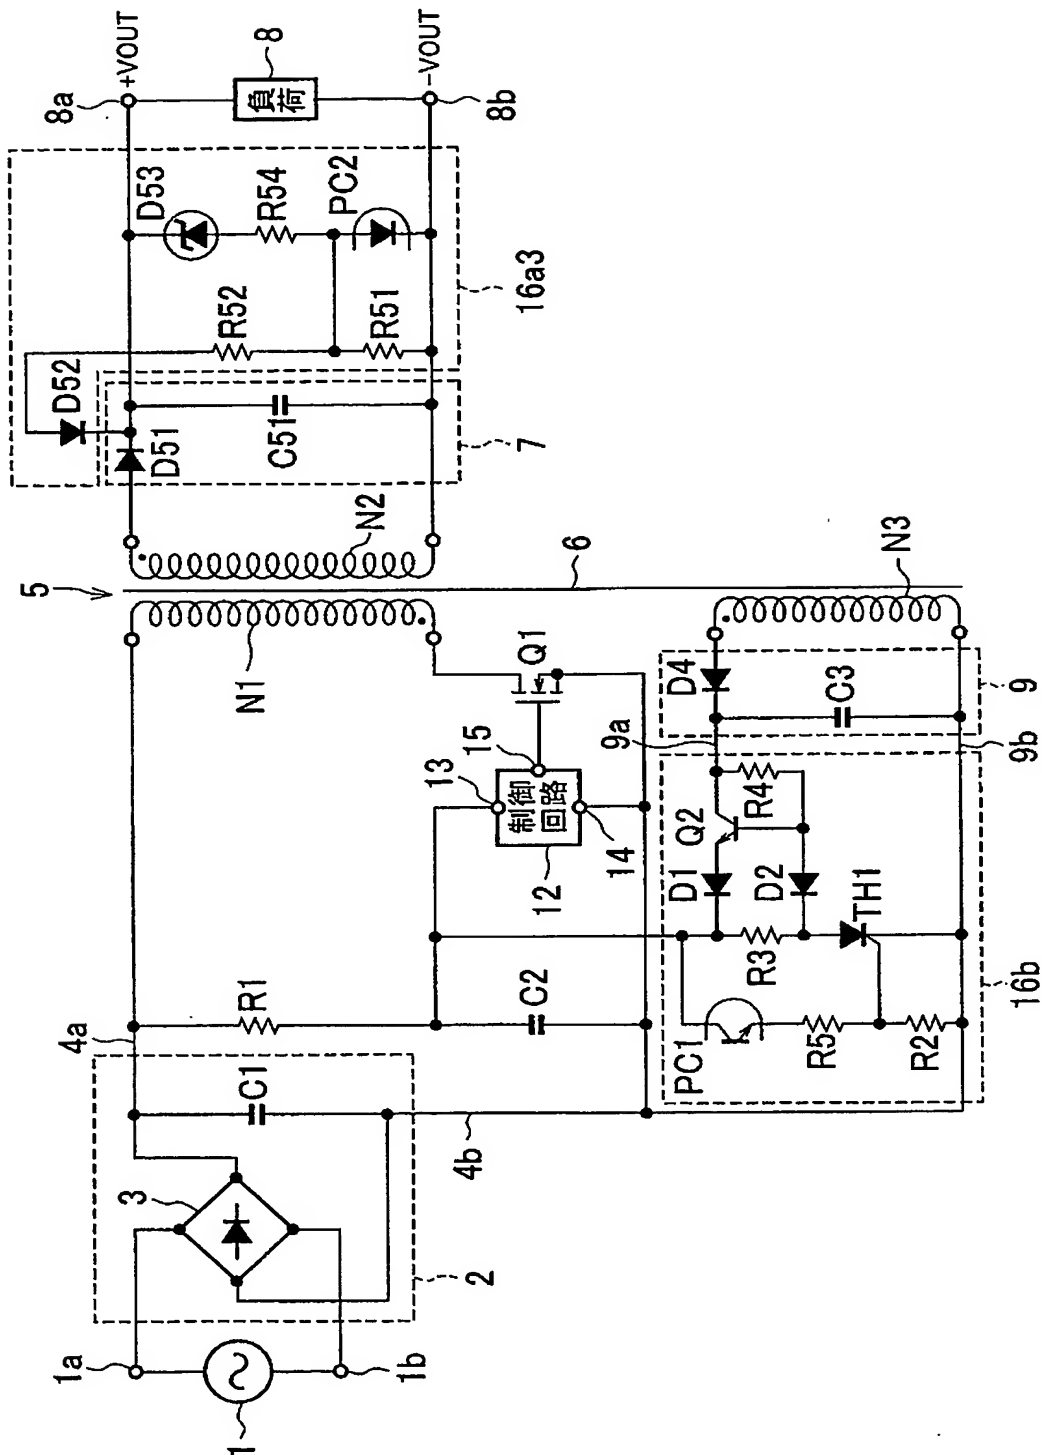 1
1a
1b
2
3
4a
4b
C1
R1
C2
5
N1
N2
6
N3
Q1
制御
回路
12
13
14
15
D51
D52
C51
7
R52
R51
D53
R54
PC2
16a3
負荷
8
8a
+VOUT
8b
−VOUT
PC1
R5
R2
R3
TH1
D1
D2
Q2
R4
16b
9a
9b
D4
C3
9